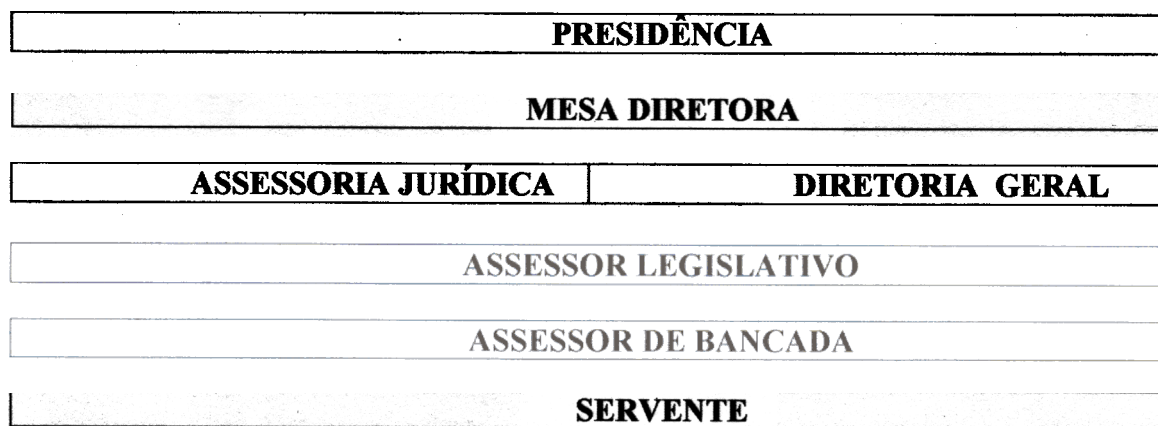 PRESIDÊNCIA
MESA DIRETORA
ASSESSORIA JURÍDICA DIRETORIA GERAL
ASSESSOR LEGISLATIVO
ASSESSOR DE BANCADA
SERVENTE